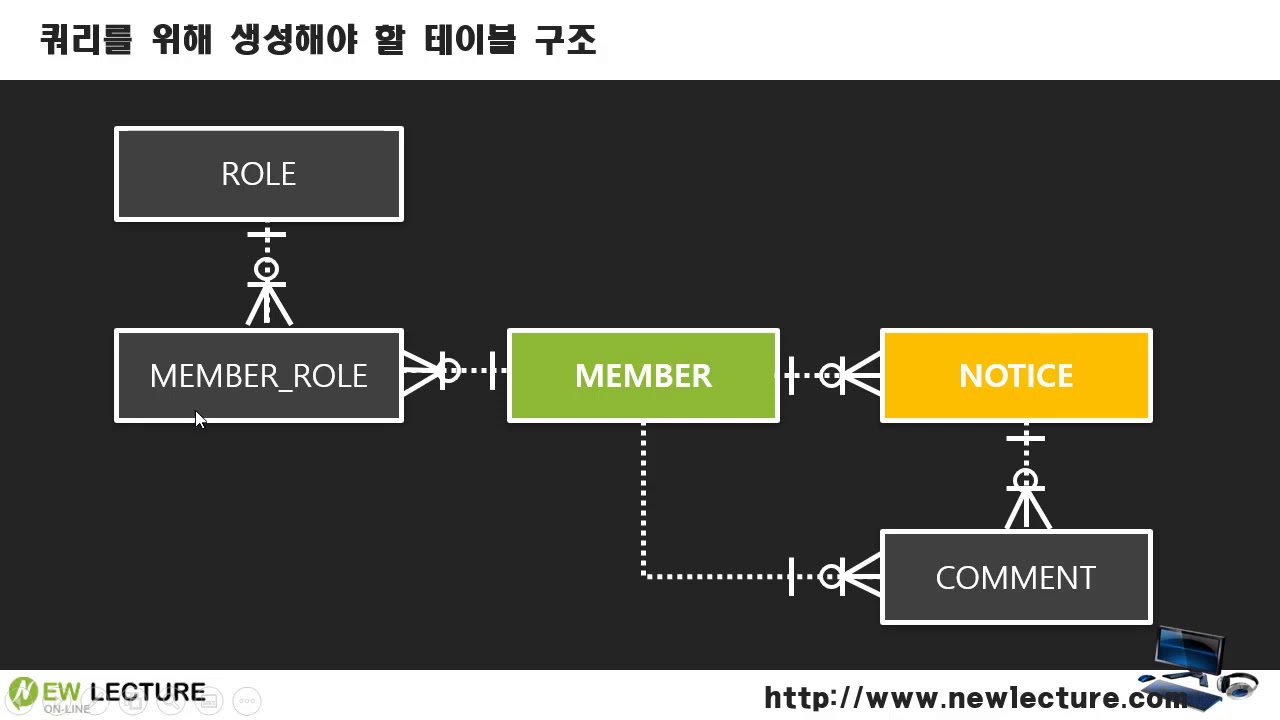 쿼리를 위해 생성해야 할 테이블 구조
ROLE
MEMBER_ROLE
MEMBER
NOTICE
COMMENT
NEW LECTURE
ON-LINE
http://www.newlecture.com